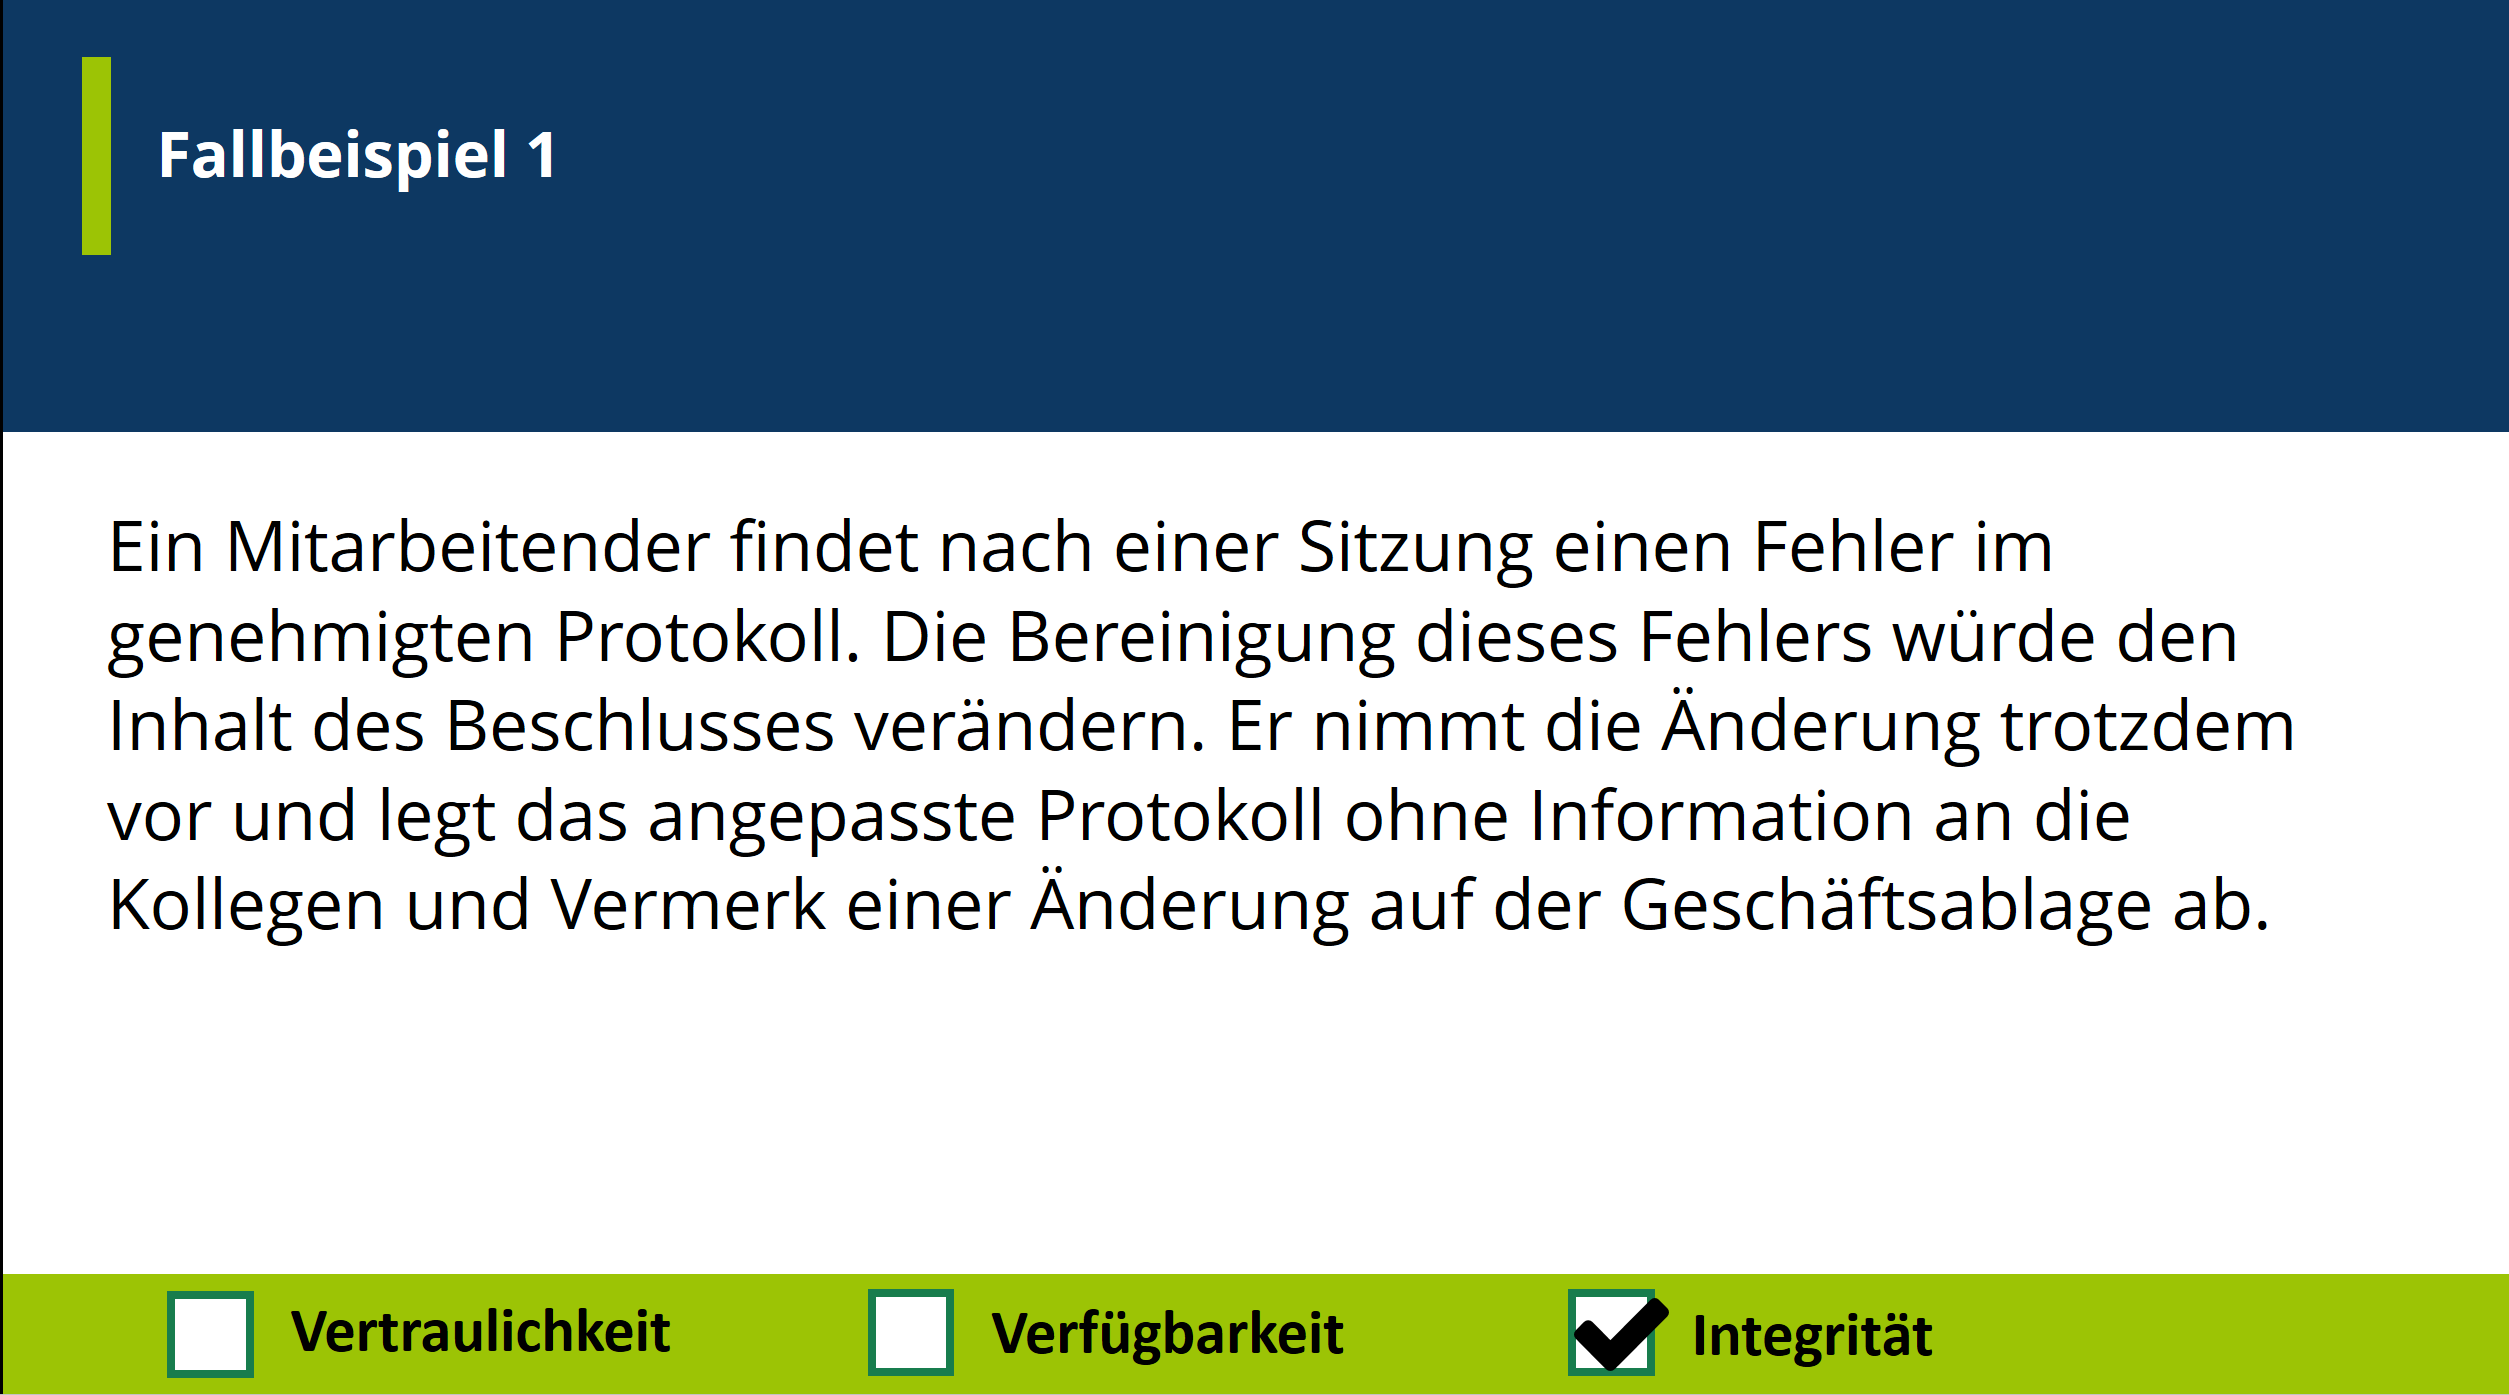 Fallbeispiel 1
Ein Mitarbeitender findet nach einer Sitzung einen Fehler im
genehmigten Protokoll. Die Bereinigung dieses Fehlers würde den
Inhalt des Beschlusses verändern. Er nimmt die Änderung trotzdem
vor und legt das angepasste Protokoll ohne Information an die
Kollegen und Vermerk einer Änderung auf der Geschäftsablage ab.
Vertraulichkeit Verfügbarkeit Integrität